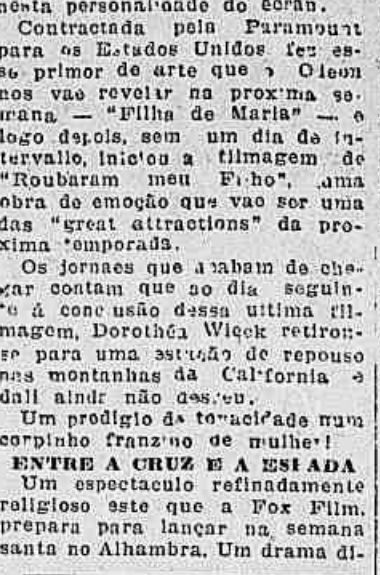 nenta personalidade do écran.
Contractada pela Paramount
para os Estados Unidos fez es-
se primor de arte que o Odeon
nos vae revelar na proxima se-
mana — "Filha de Maria" — e
logo depois, sem um dia de in-
tervallo, iniciou a filmagem de
"Roubaram meu Filho", uma
obra de emoção que vae ser uma
das "great attractions" da pro-
xima temporada.
Os jornaes que acabam de che-
gar contam que ao dia seguin-
te á conclusão dessa ultima fil-
magem, Dorothéa Wieck retirou-
se para uma estação de repouso
nas montanhas da California e
dali ainda não desceu.
Um prodigio de tenacidade num
corpinho franzino de mulher!
ENTRE A CRUZ E A ESPADA
Um espectaculo refinadamente
religioso este que a Fox Film.
prepara para lançar na semana
santa no Alhambra. Um drama di-